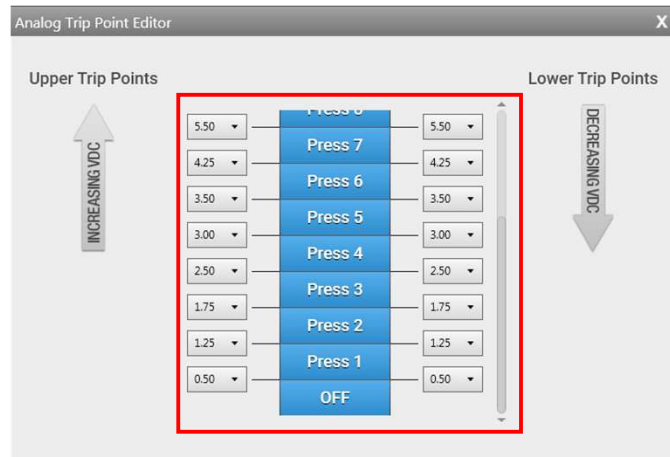 Analog Trip Point Editor X
Upper Trip Points Lower Trip Points
INCREASING VDC
DECREASING VDC
5.50 5.50
Press 7
4.25 4.25
Press 6
3.50 3.50
Press 5
3.00 3.00
Press 4
2.50 2.50
Press 3
1.75 1.75
Press 2
1.25 1.25
Press 1
0.50 0.50
OFF